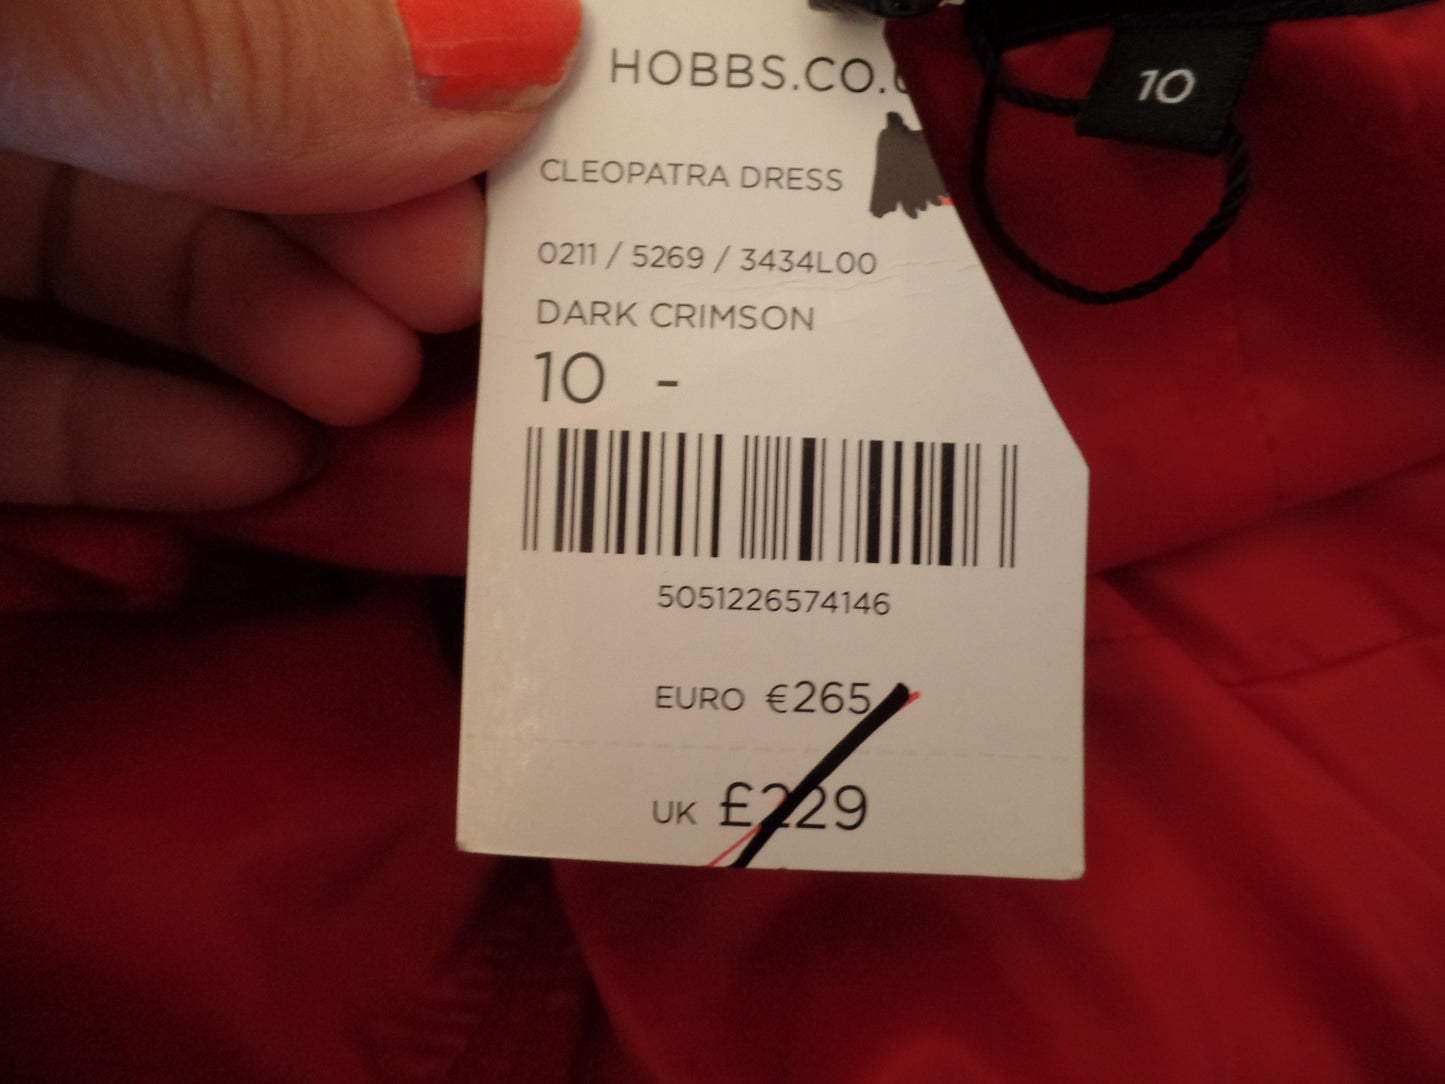 HOBBS.CO.
10
CLEOPATRA DRESS
0211 / 5269 / 3434L00
DARK CRIMSON
10 -
5051226574146
EURO €265
UK £229